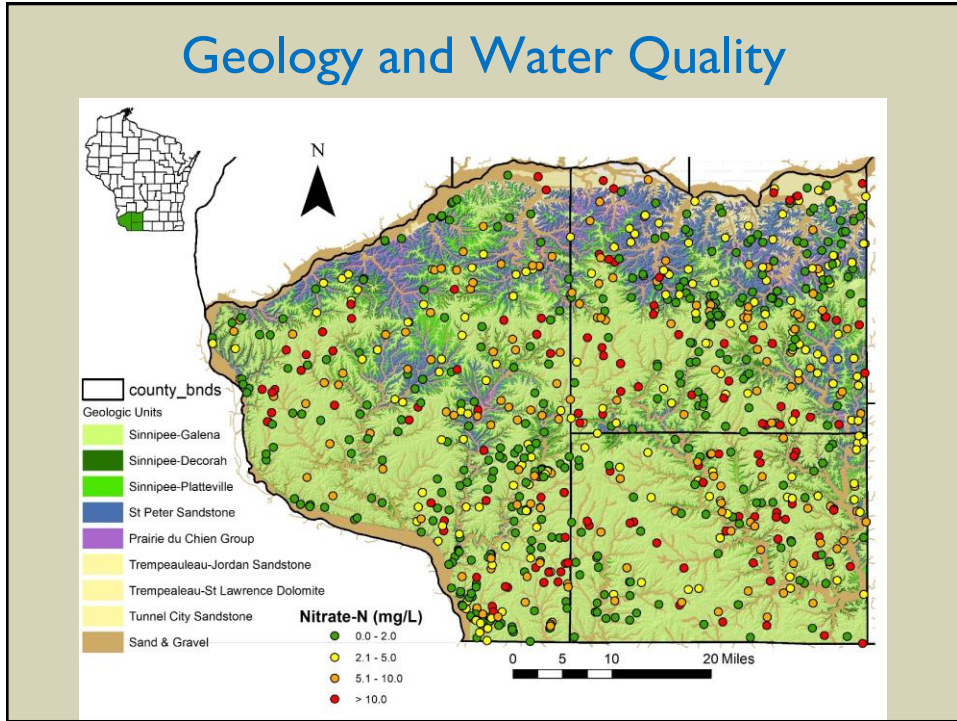 Geology and Water Quality
N
county_bnds
Geologic Units
Sinnipee-Galena
Sinnipee-Decorah
Sinnipee-Platteville
St Peter Sandstone
Prairie du Chien Group
Trempeauleau-Jordan Sandstone
Trempealeau-St Lawrence Dolomite
Tunnel City Sandstone
Sand & Gravel
Nitrate-N (mg/L)
0.0 - 2.0
2.1 - 5.0
5.1 - 10.0
> 10.0
0 5 10 20 Miles